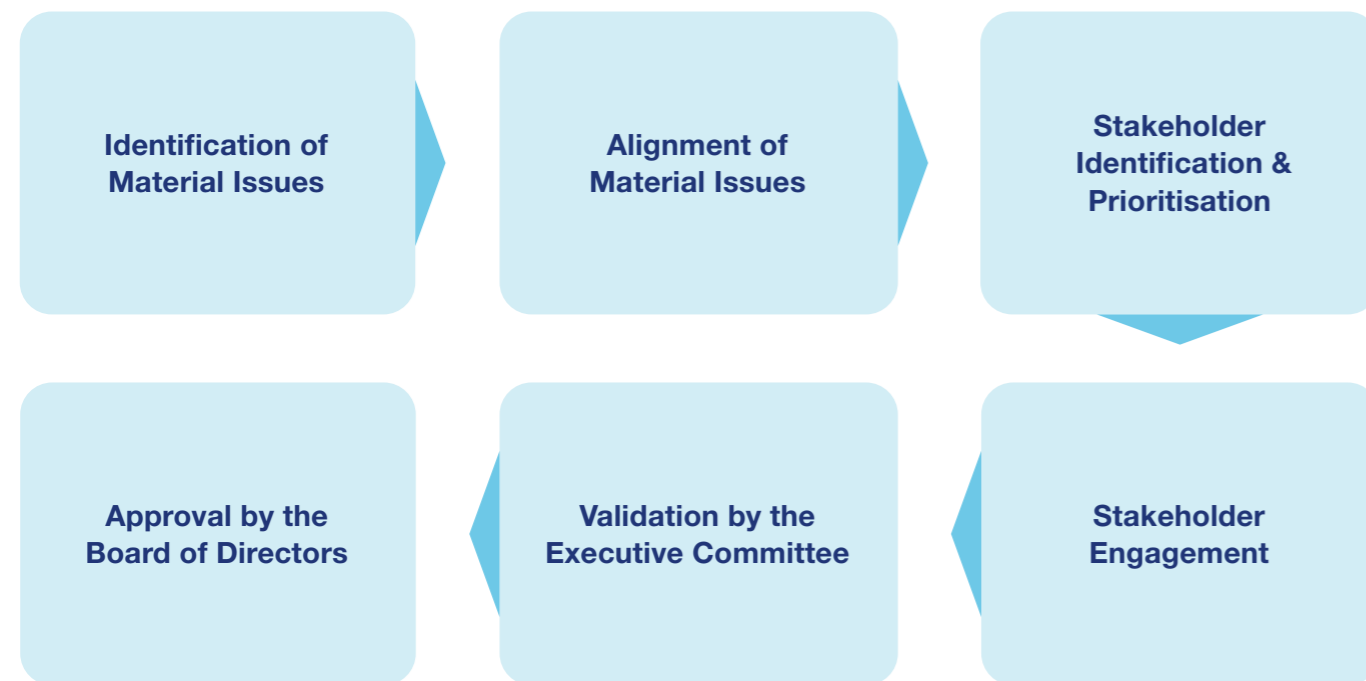 Identification of
Material Issues
Alignment of
Material Issues
Stakeholder
Identification &
Prioritisation
Stakeholder
Engagement
Validation by the
Executive Committee
Approval by the
Board of Directors